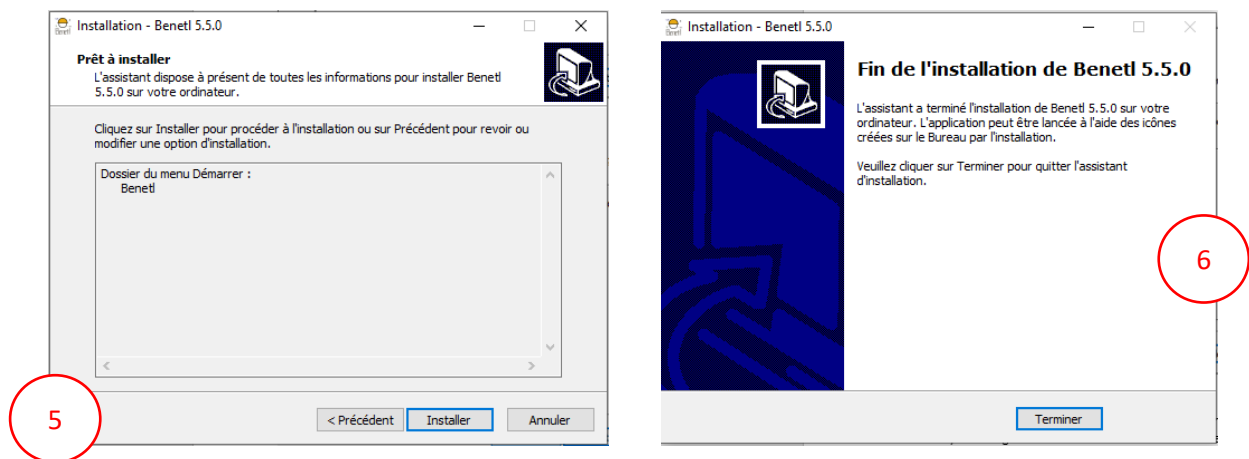 Installation - Benetl 5.5.0
Prêt à installer
L'assistant dispose à présent de toutes les informations pour installer Benetl
5.5.0 sur votre ordinateur.
Cliquez sur Installer pour procéder à l'installation ou sur Précédent pour revoir ou
modifier une option d'installation.
Dossier du menu Démarrer :
Benetl
5
< Précédent
Installer
Annuler
Installation - Benetl 5.5.0
Fin de l'installation de Benetl 5.5.0
L'assistant a terminé l'installation de Benetl 5.5.0 sur votre
ordinateur. L'application peut être lancée à l'aide des icônes
créées sur le Bureau par l'installation.
Veuillez cliquer sur Terminer pour quitter l'assistant
d'installation.
6
Terminer